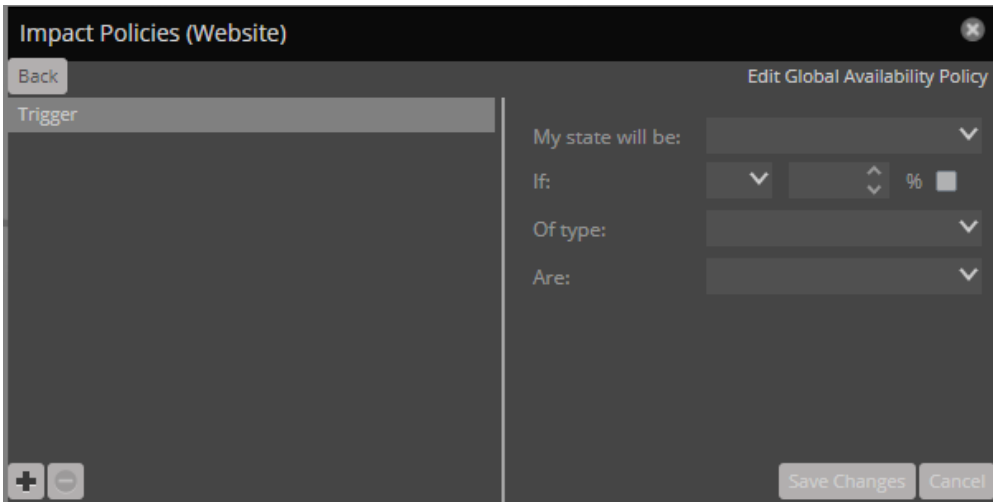 Impact Policies (Website)
Back
Edit Global Availability Policy
Trigger
My state will be:
If:
%
Of type:
Are:
Save Changes
Cancel